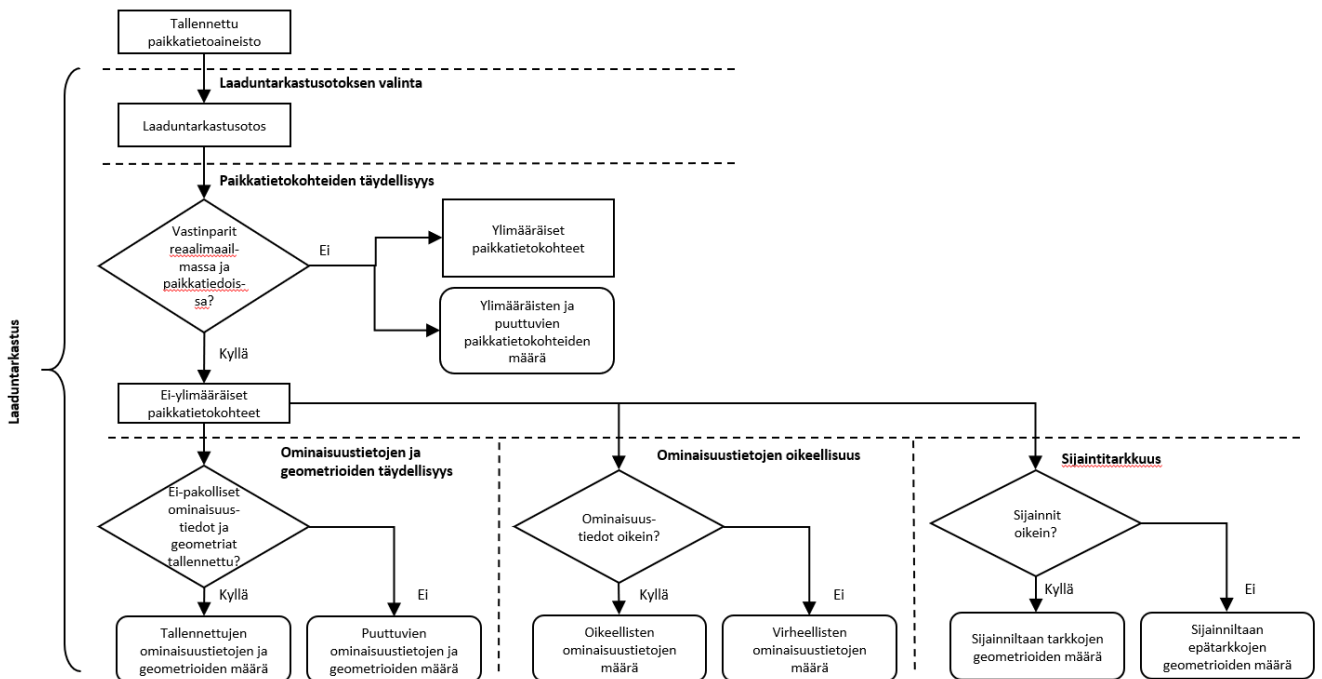 Tallennettu
paikkatietoaineisto
Laaduntarkastusotoksen valinta
Laaduntarkastusotos
Paikkatietokohteiden täydellisyys
Vastinparit
reaalimaail-
massa ja
paikkatiedois-
sa?
Ei
Ylimääräiset
paikkatietokohteet
Ylimääräisten ja
puuttuvien
paikkatietokohteiden
määrä
Kyllä
Ei-ylimääräiset
paikkatietokohteet
Laaduntarkastus
Ominaisuustietojen ja
geometrioiden täydellisyys
Ei-pakolliset
ominaisuus-
tiedot ja
geometriat
tallennettu?
Kyllä
Ei
Tallennettujen
ominaisuustietojen ja
geometrioiden määrä
Puuttuvien
ominaisuustietojen ja
geometrioiden määrä
Ominaisuustietojen oikeellisuus
Ominaisuus-
tiedot oikein?
Kyllä
Ei
Oikeellisten
ominaisuustietojen
määrä
Virheellisten
ominaisuustietojen
määrä
Sijaintitarkkuus
Sijainnit
oikein?
Kyllä
Ei
Sijainniltaan tarkkojen
geometrioiden määrä
Sijainniltaan
epätarkkojen
geometrioiden määrä